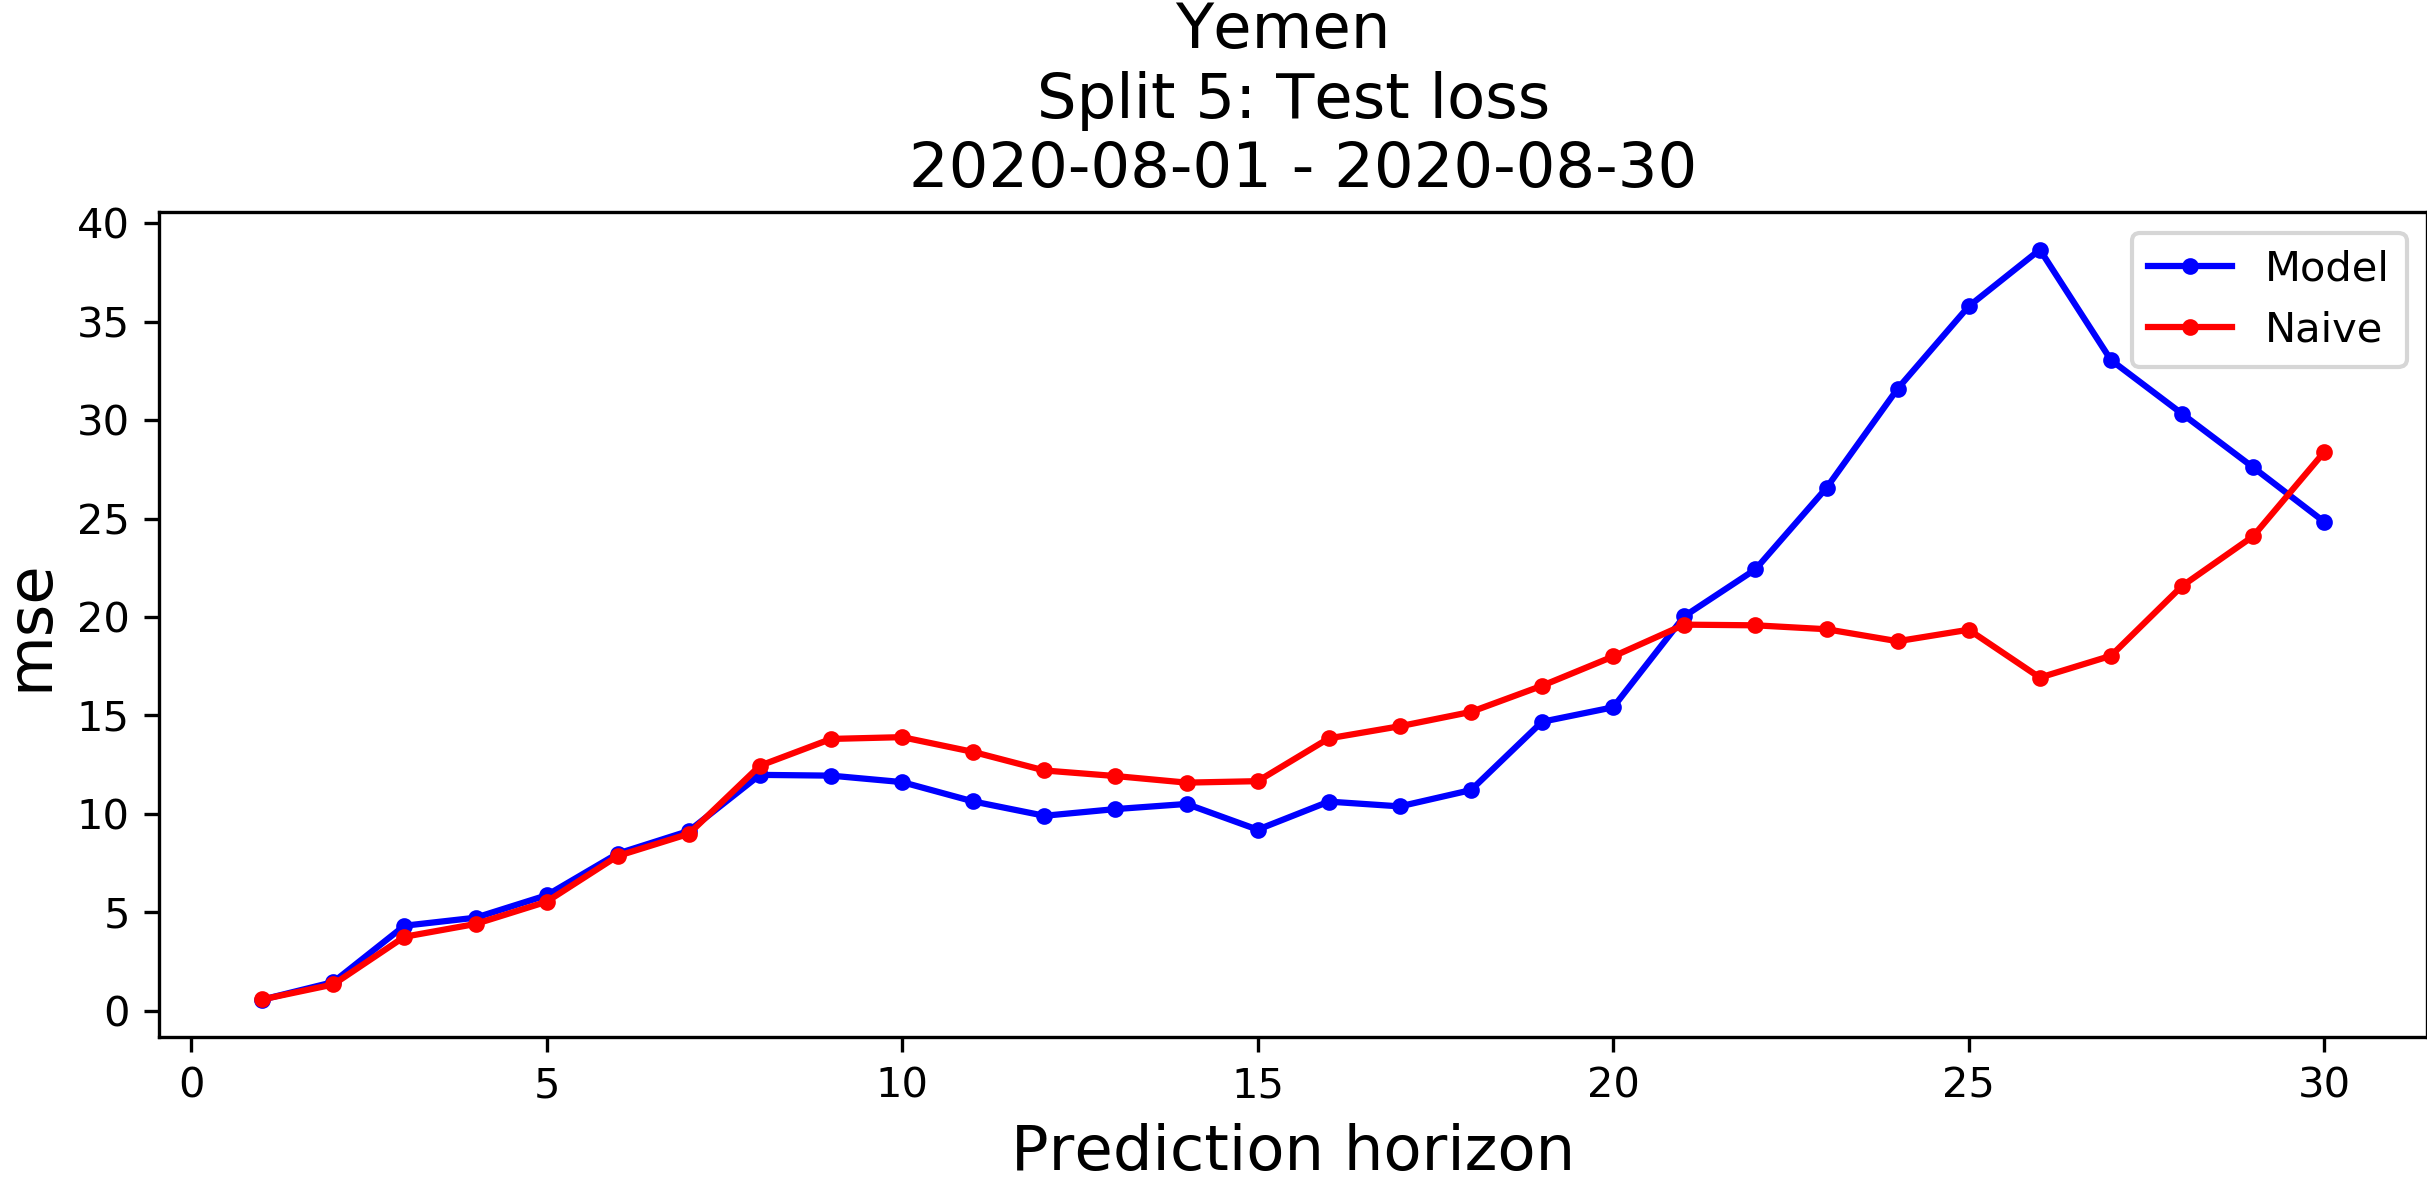 Yemen
Split 5: Test loss
2020-08-01 - 2020-08-30
40
35
30
25
20
15
10
5
0
mse
Model
Naive
0 5 10 15 20 25 30
Prediction horizon